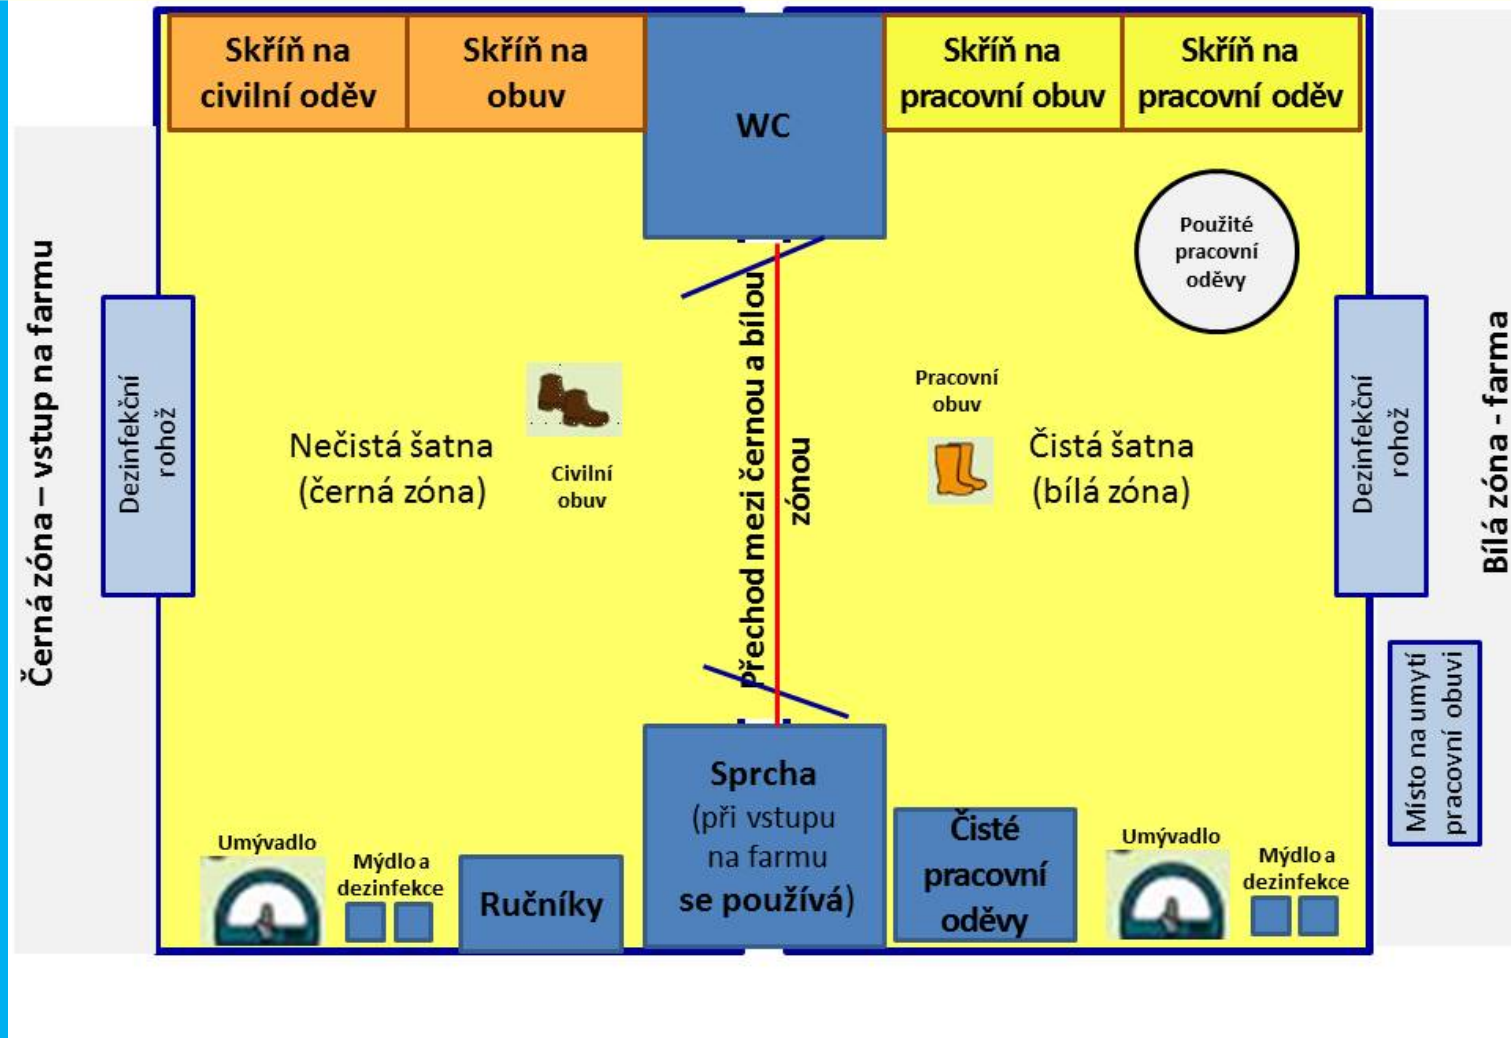 Skříň na
civilní oděv
Skříň na
obuv
WC
Skříň na
pracovní obuv
Skříň na
pracovní oděv
Použité
pracovní
oděvy
Černá zóna – vstup na farmu
Dezinfekční
rohož
Nečistá šatna
(černá zóna)
Civilní
obuv
Přechod mezi černou a bílou
zónou
Pracovní
obuv
Čistá šatna
(bílá zóna)
Dezinfekční
rohož
Bílá zóna - farma
Místo na umytí
pracovní obuvi
Umývadlo
Mýdlo a
dezinfekce
Ručníky
Sprcha
(při vstupu
na farmu
se používá)
Čisté
pracovní
oděvy
Umývadlo
Mýdlo a
dezinfekce